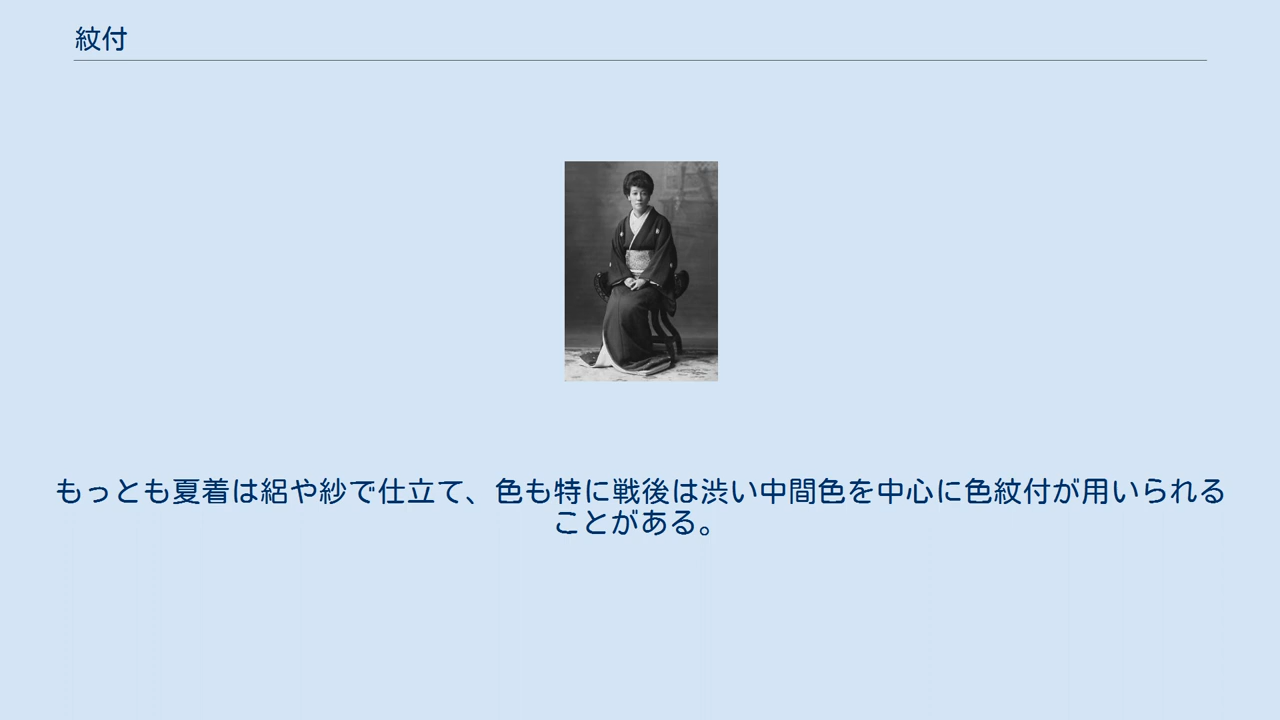 紋付
もっとも夏着は絽や紗で仕立て、色も特に戦後は渋い中間色を中心に色紋付が用いられる
ことがある。